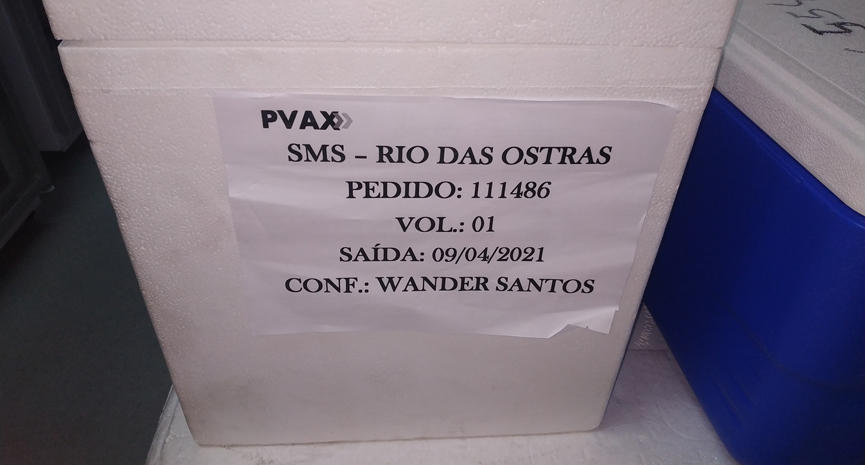 PVAX
SMS – RIO DAS OSTRAS
PEDIDO: 111486
VOL.: 01
SAÍDA: 09/04/2021
CONF.: WANDER SANTOS